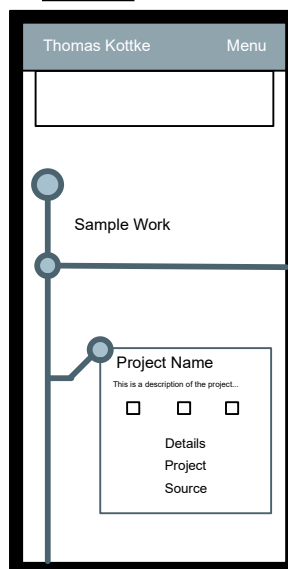 Thomas Kottke Menu
Sample Work
Project Name
This is a description of the project...
Details
Project
Source